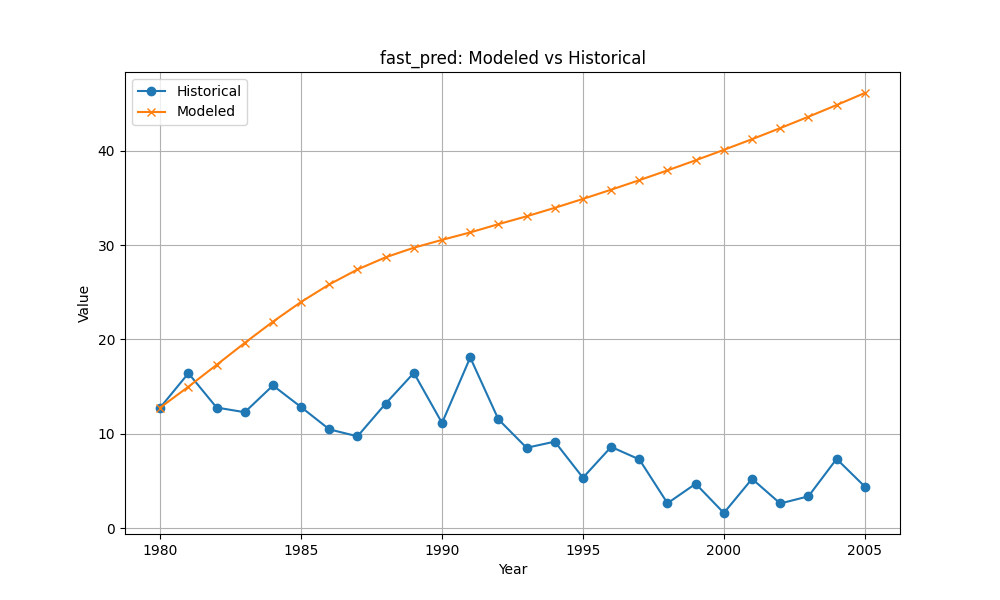 fast_pred: Modeled vs Historical
Historical
Modeled
Value
40
30
20
10
0
1980 1985 1990 1995 2000 2005
Year